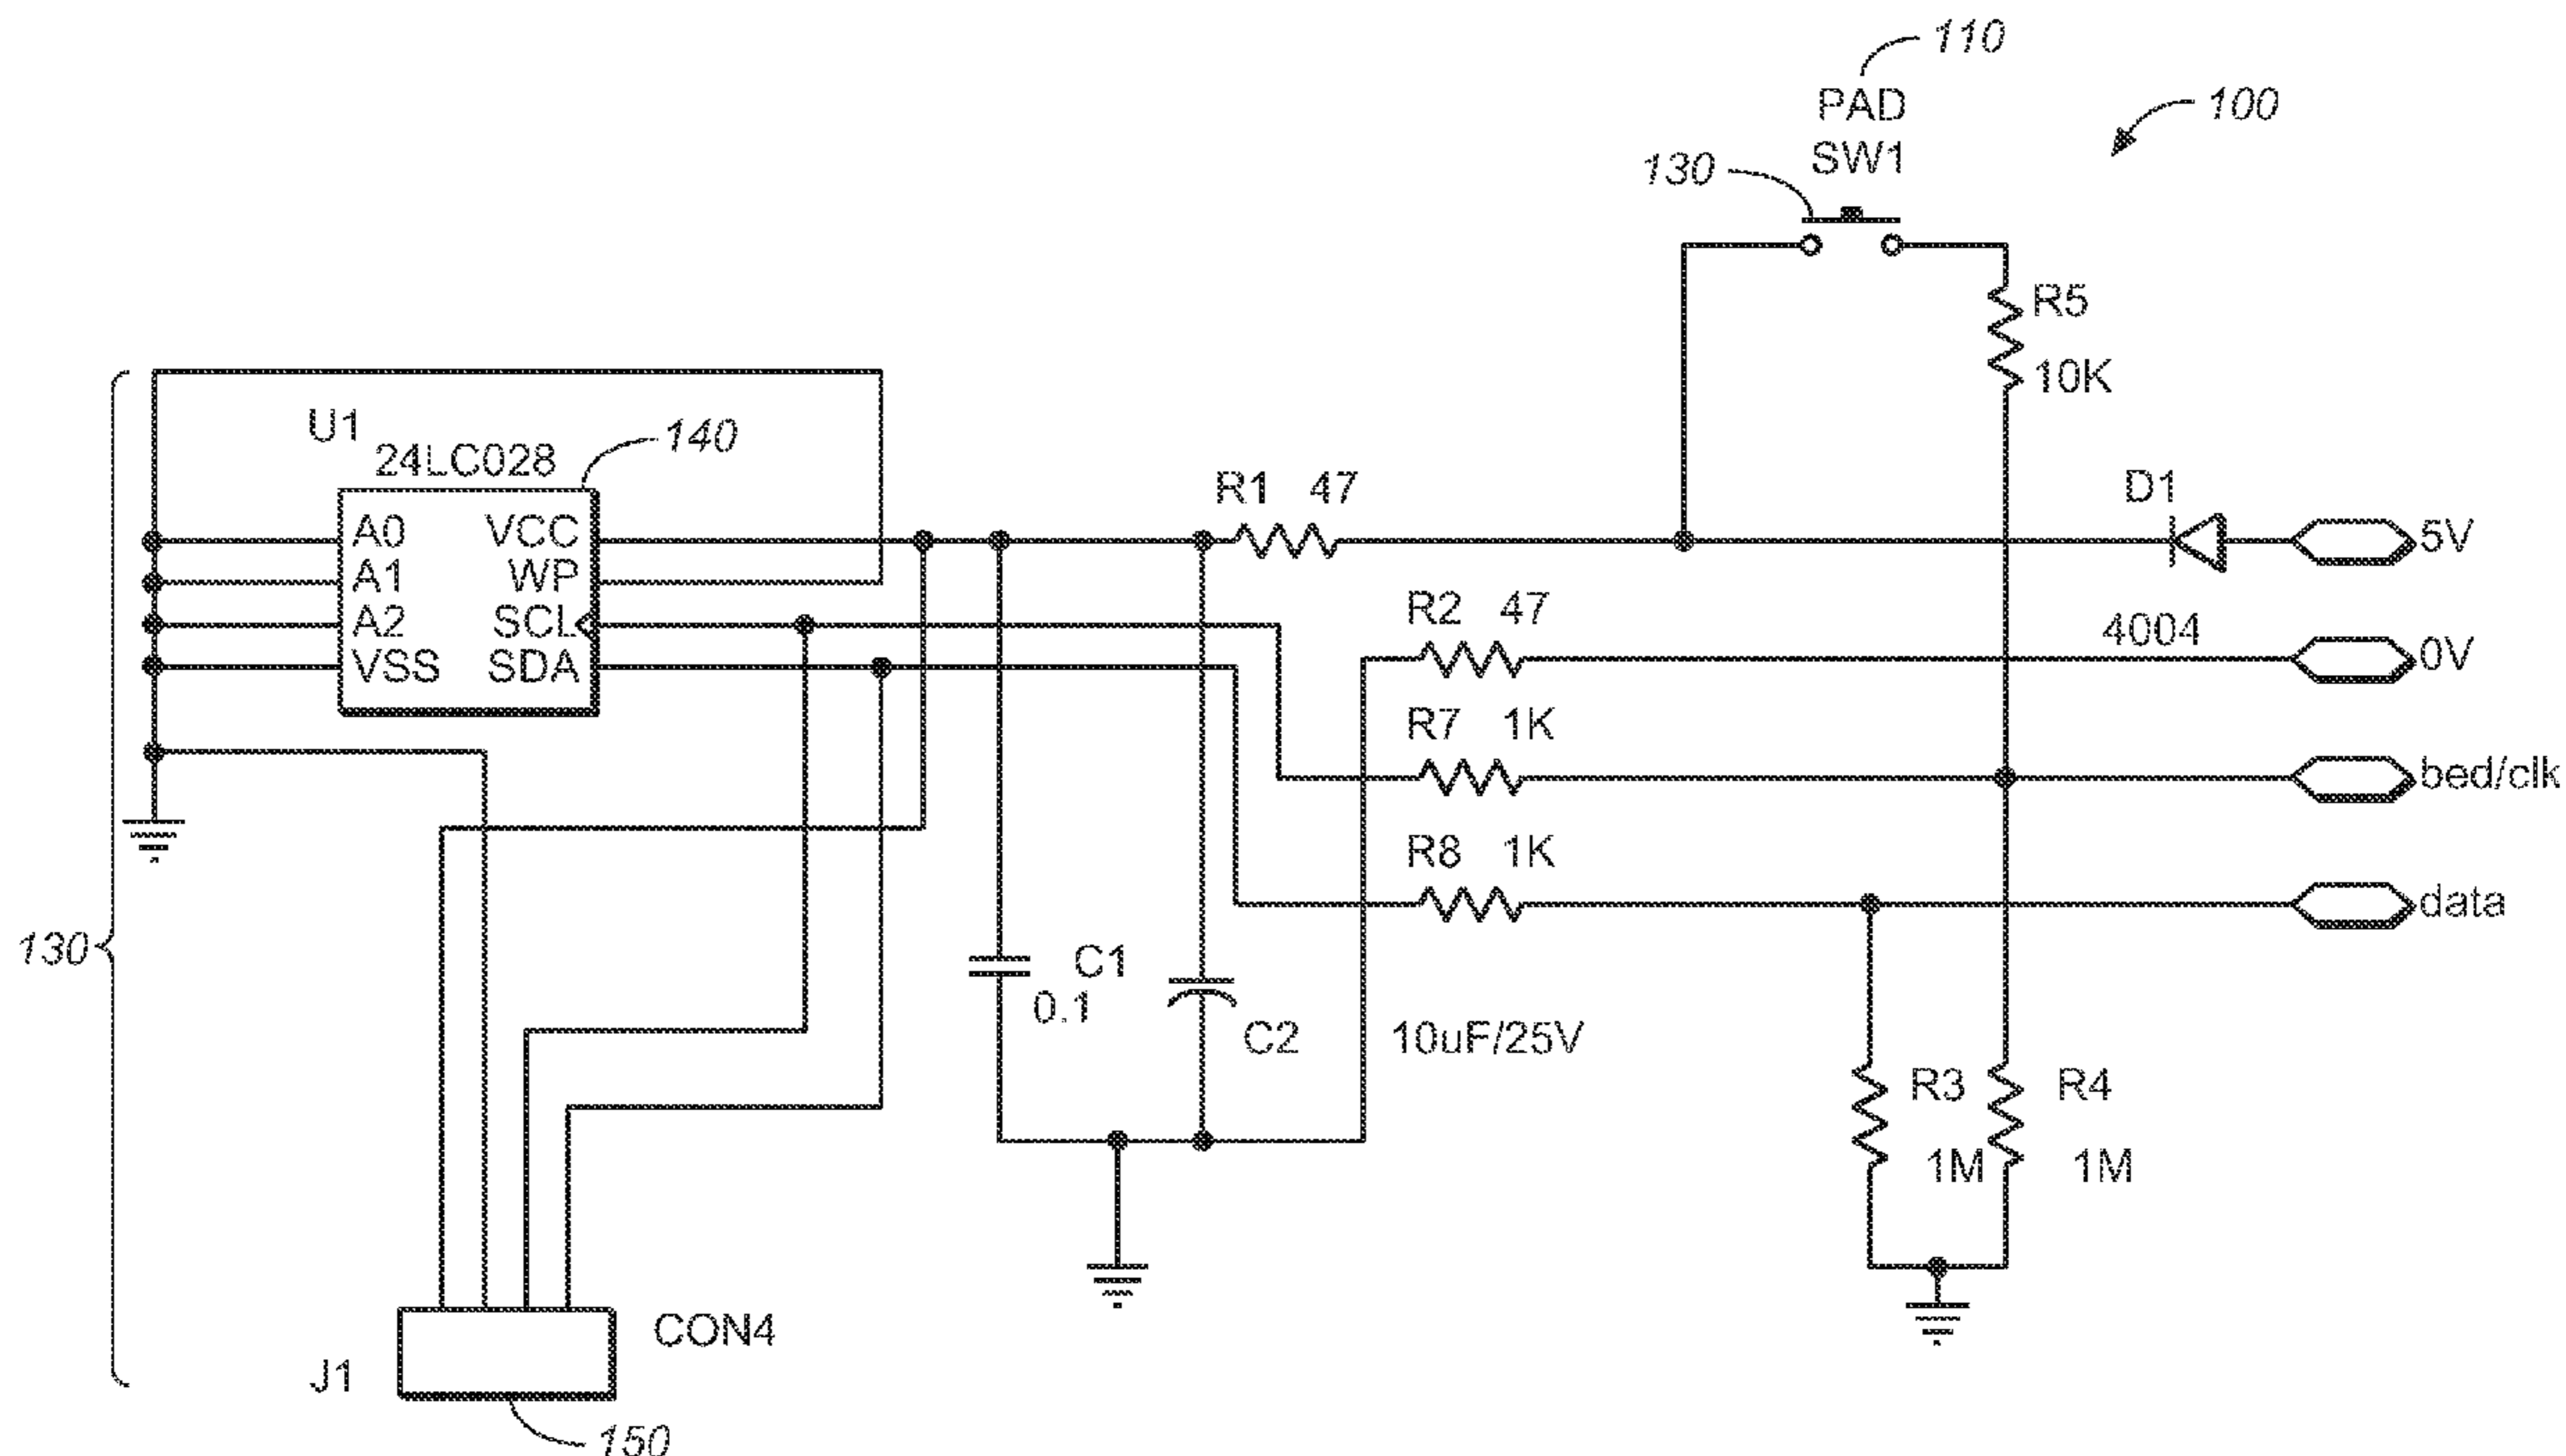 110
PAD
100
SW1
130
R5
10K
U1
140
24LC028
R1 47
D1
A0 VCC
5V
A1 WP
R2 47
4004
A2 SCL
0V
VSS SDA
R7 1K
bed/clk
R8 1K
data
130
C1
0.1
C2
10uF/25V
R3
R4
1M
1M
CON4
J1
150